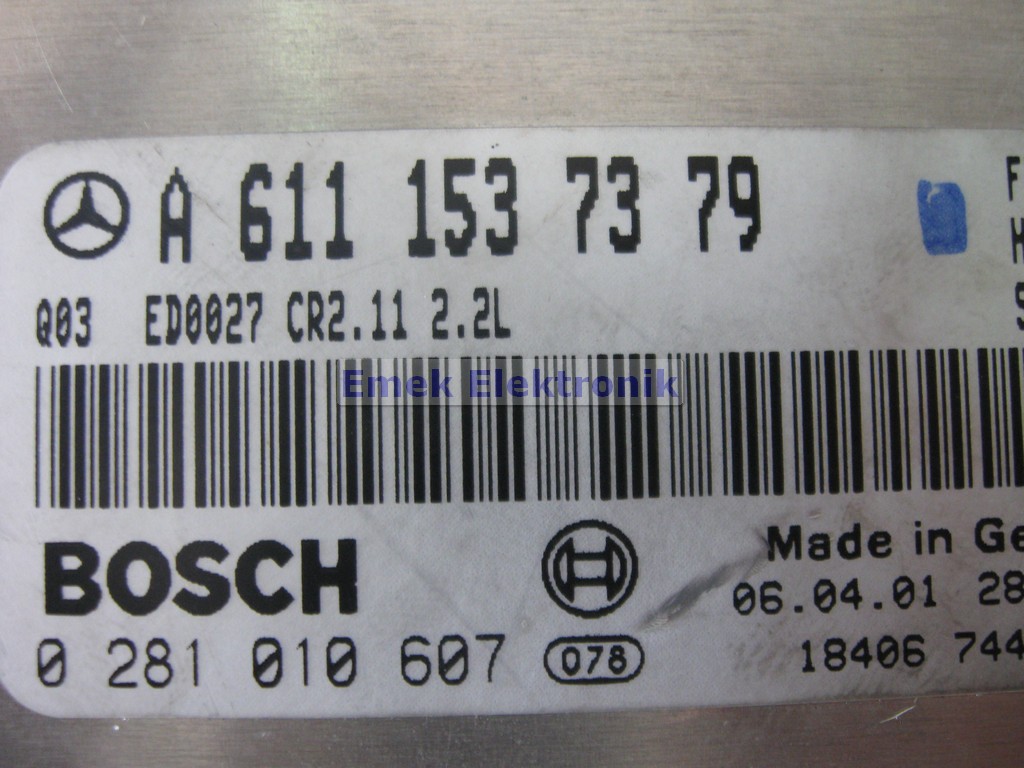 A 611 153 73 79 F
Q03 ED0027 CR2.11 2.2L
Emek Elektronik
BOSCH
Made in Ge
06.04.01 28
0 281 010 607 078 18406 744